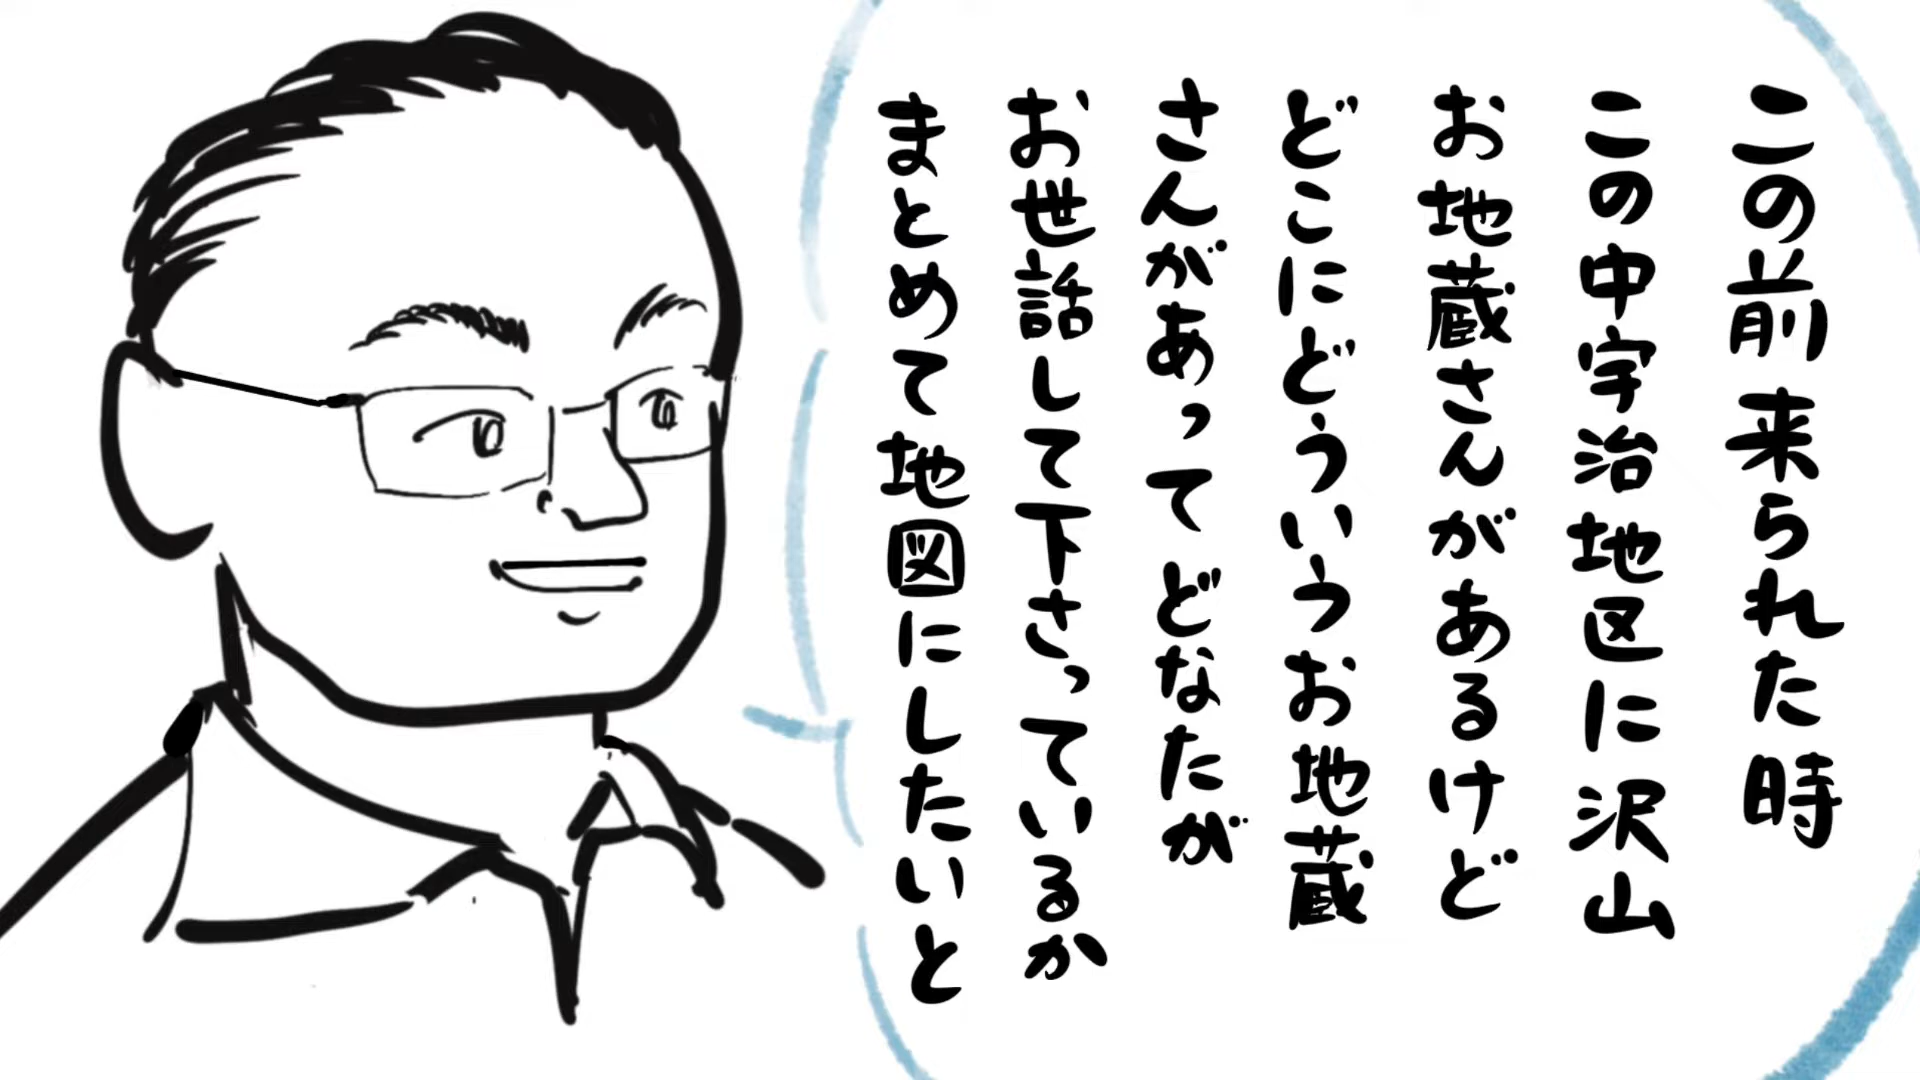 この前来られた時
この中宇治地区に沢山
お地蔵さんがあるけど
どこにどういうお地蔵
さんがあってどなたが
お世話して下さっているか
まとめて地図にしたいと